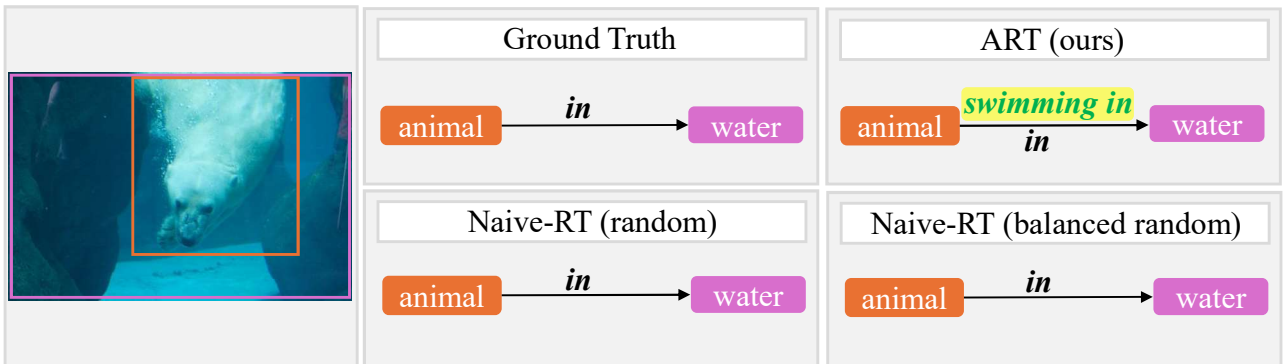 Ground Truth
animal in water
ART (ours)
animal swimming in water
in
Naive-RT (random)
animal in water
Naive-RT (balanced random)
animal in water